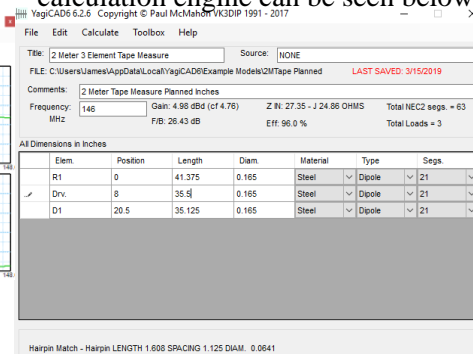 calculation engine can be seen below
YagiCAD6 6.2.6 Copyright © Paul McMahon VK3DIP 1991 - 2017
File Edit Calculate Toolbox Help
Title: 2 Meter 3 Element Tape Measure Source: NONE
FILE: C:\Users\James\AppData\Local\YagiCAD6\Example Models\2MTape Planned LAST SAVED: 3/15/2019
Comments: 2 Meter Tape Measure Planned Inches
Frequency: 146 Gain: 4.98 dBd (cf 4.76) Z IN: 27.35 - J 24.86 OHMS Total NEC2 segs. = 63
MHz F/B: 26.43 dB Eff: 96.0 % Total Loads = 3
All Dimensions in Inches
Elem. Position Length Diam. Material Type Segs.
R1 0 41.375 0.165 Steel Dipole 21
Drv. 8 35.5 0.165 Steel Dipole 21
D1 20.5 35.125 0.165 Steel Dipole 21
Hairpin Match - Hairpin LENGTH 1.608 SPACING 1.125 DIAM. 0.0641
148.
148.